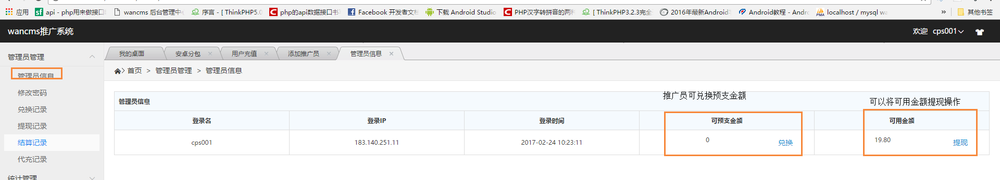 应用 api - php用来做接口 wancms 后台管理中心 序言 - [ ThinkPHP5.0 php的api数据接口书写 Facebook 开发者文档 下载 Android Studio PHP汉字转拼音的两种 [ ThinkPHP3.2.3完全 2016年最新Android Android教程 - Andro localhost / mysql wa » 其他书签
wancms推广系统
欢迎 cps001
管理员管理
我的桌面 安卓分包 × 用户充值 × 添加推广员 × 管理员信息 ×
首页 > 管理员管理 > 管理员信息
管理员信息
修改密码
兑换记录
提现记录
结算记录
代充记录
统计管理
推广员可兑换预支金额
可以将可用金额提现操作
管理员信息
登录名 登录IP 登录时间 可预支金额 可用金额
cps001 183.140.251.11 2017-02-24 10:23:11 0 兑换 19.80 提现